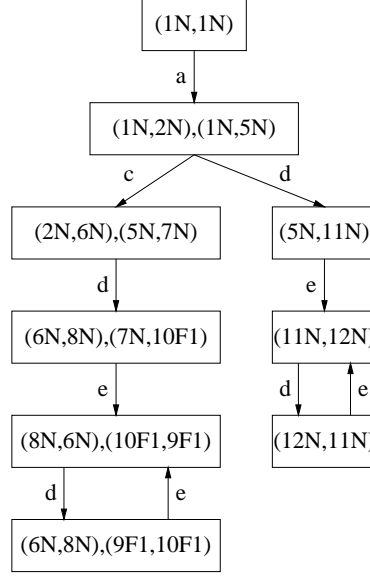 (1N,1N)
a
(1N,2N),(1N,5N)
c d
(2N,6N),(5N,7N) (5N,11N)
d e
(6N,8N),(7N,10F1) (11N,12N)
e d e
(8N,6N),(10F1,9F1) (12N,11N)
d e
(6N,8N),(9F1,10F1)